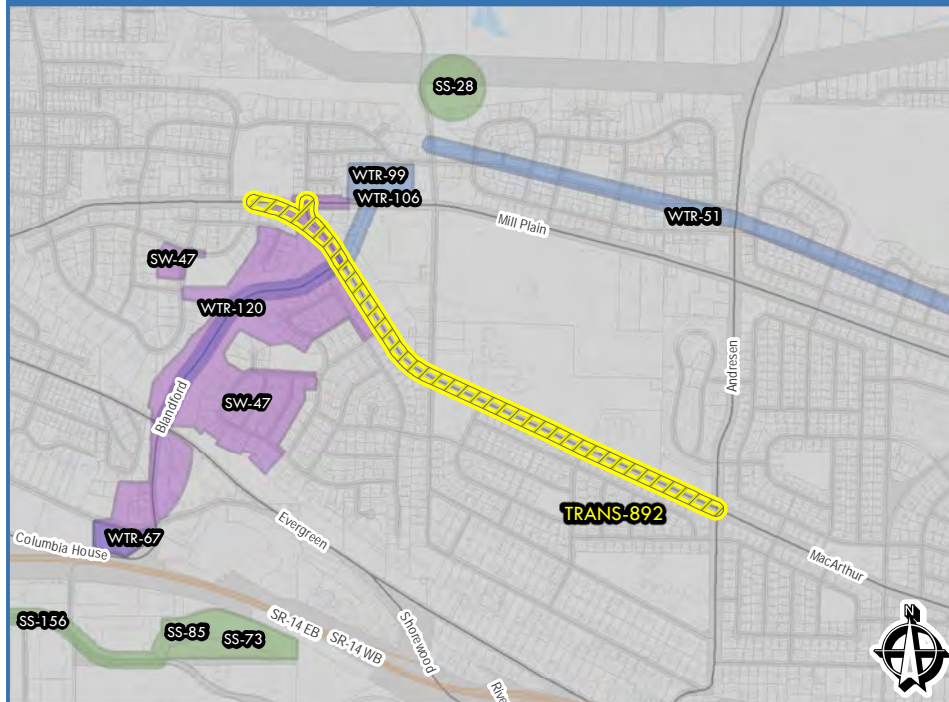 SS-28
WTR-99
WTR-106
WTR-51
Mill Plain
SW-47
WTR-120
Andresen
Blandford
SW-47
TRANS-892
WTR-67
Columbia House
Evergreen
MacArthur
SS-156
SS-85
SS-73
SR-14 EB
SR-14 WB
Shorewood
Rive
N